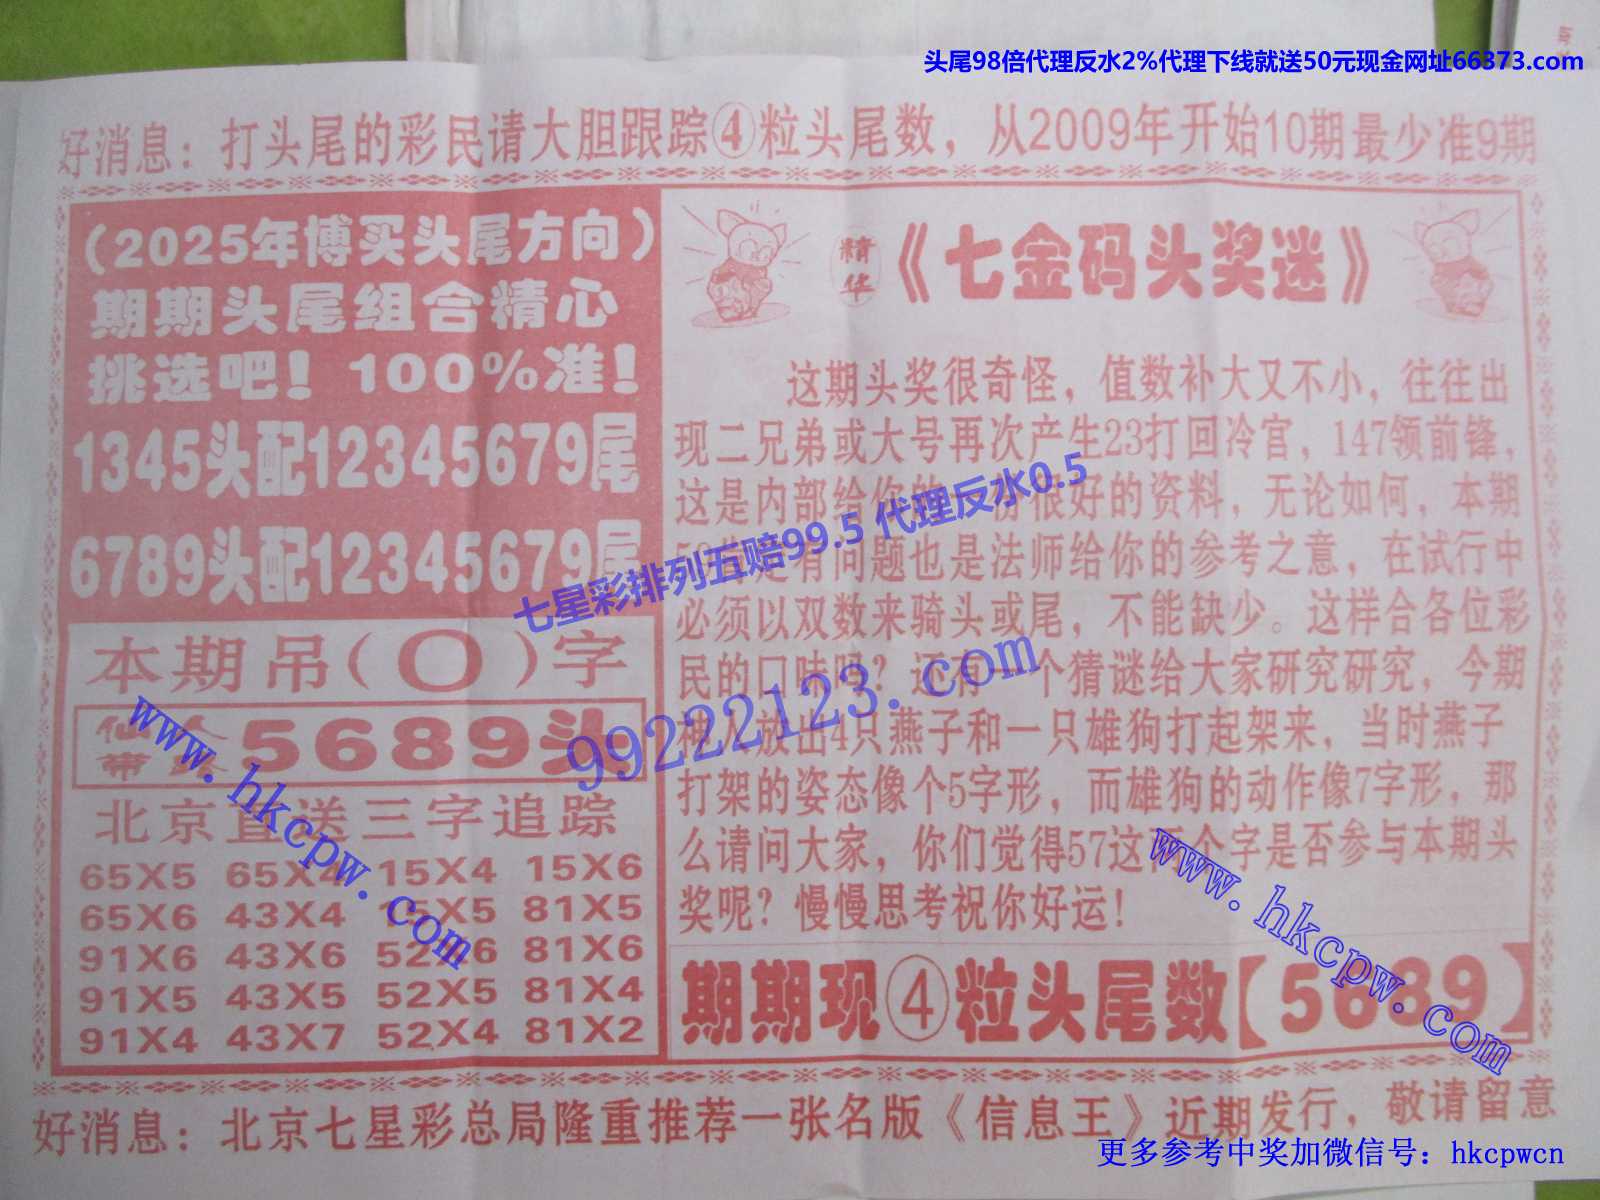 头尾98倍代理反水2%代理下线就送50元现金网址66373.com
好消息：打头尾的彩民请大胆跟踪④粒头尾数，从2009年开始10期最少准9期
（2025年博买头尾方向）
期期头尾组合精心
挑选吧！100%准！
1345头配12345679尾
6789头配12345679尾
本期吊（0）字
仙人
带 5689头
北京直送三字追踪
65X5 65X4 15X4 15X6
65X6 43X4 15X5 81X5
91X6 43X6 52X6 81X6
91X5 43X5 52X5 81X4
91X4 43X7 52X4 81X2
精华《七金码头奖迷》
这期头奖很奇怪，值数补大又不小，往往出
现二兄弟或大号再次产生23打回冷宫，147领前锋，
这是内部给你的一份很好的资料，无论如何，本期
有问题也是法师给你的参考之意，在试行中
必须以双数来骑头或尾，不能缺少。这样合各位彩
民的口味吗？还有一个猜谜给大家研究研究，今期
放出4只燕子和一只雄狗打起架来，当时燕子
打架的姿态像个5字形，而雄狗的动作像7字形，那
么请问大家，你们觉得57这两个字是否参与本期头
奖呢？慢慢思考祝你好运！
期期现④粒头尾数【5689】
好消息：北京七星彩总局隆重推荐一张名版《信息王》近期发行，敬请留意
七星彩排列五赔99.5 代理反水0.5
99222123.com
www.hkcpw.com
www.hkcpw.com
更多参考中奖加微信号：hkcpwcn